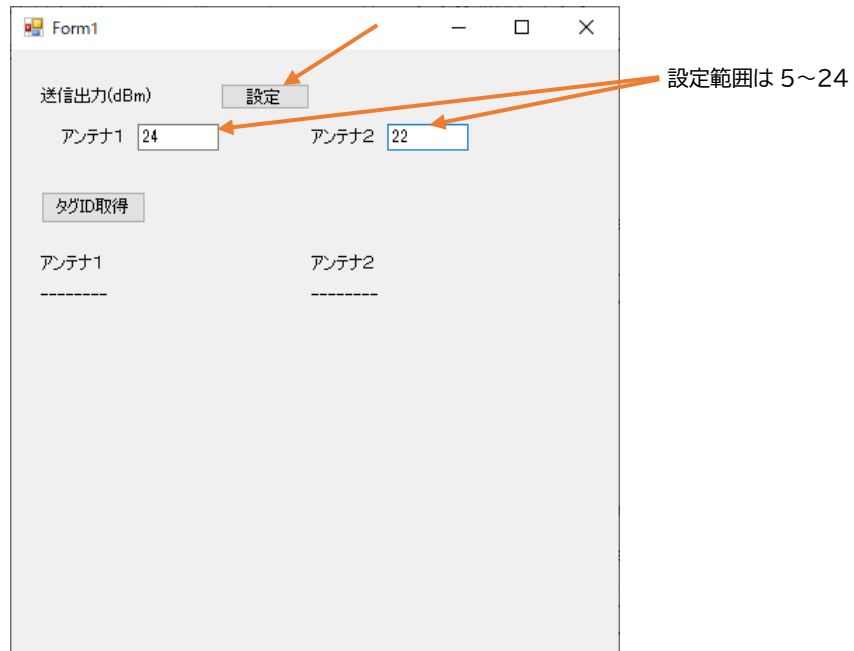 Form1
設定範囲は 5～24
送信出力(dBm) 設定
アンテナ1 24 アンテナ2 22
タグID取得
アンテナ1 アンテナ2
-------- --------